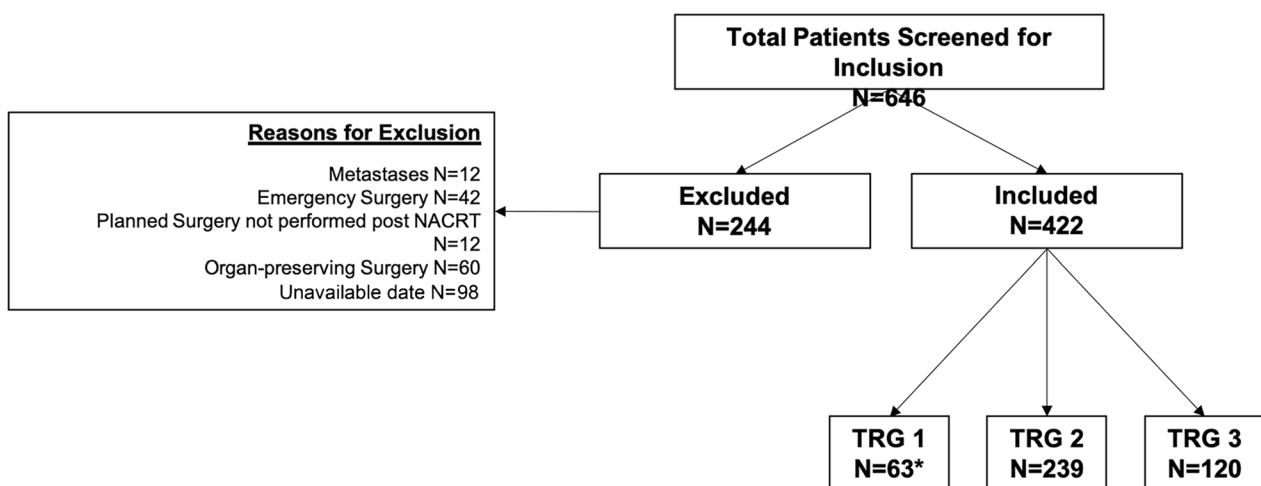 Total Patients Screened for
Inclusion
N=646
Reasons for Exclusion
Metastases N=12
Emergency Surgery N=42
Planned Surgery not performed post NACRT
N=12
Organ-preserving Surgery N=60
Unavailable date N=98
Excluded
N=244
Included
N=422
TRG 1
N=63*
TRG 2
N=239
TRG 3
N=120